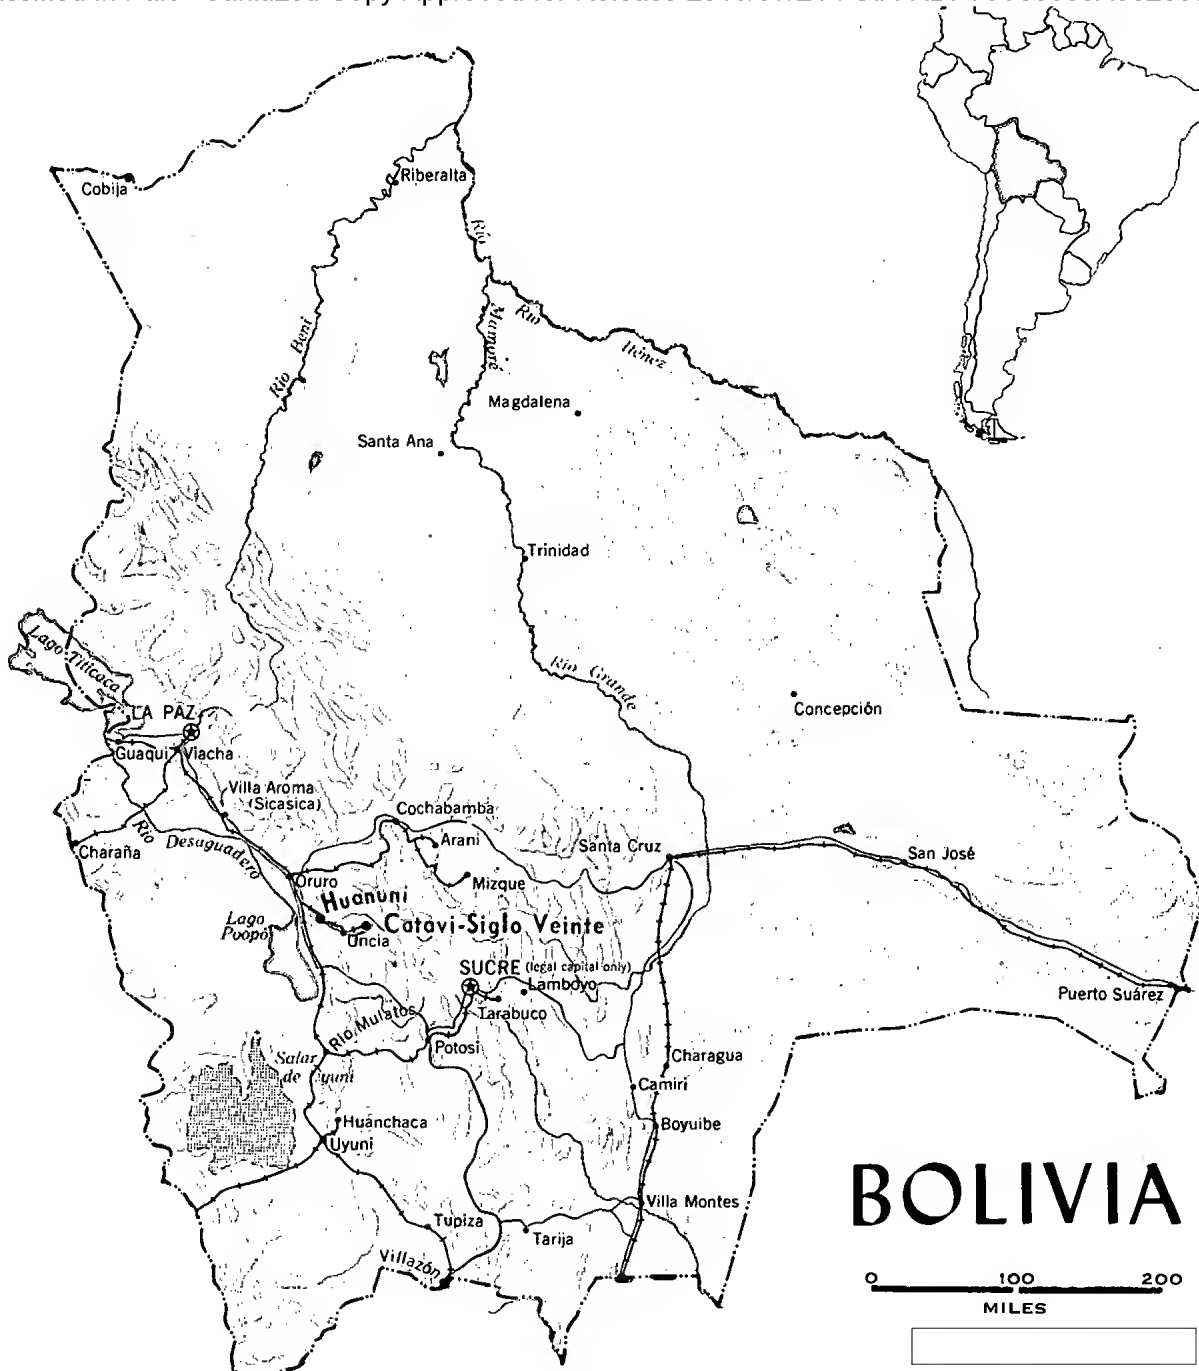 Cobija
Riberalta
Río
Mamoré
Río
Iténez
Río Beni
Magdalena
Santa Ana
Trinidad
Lago Titicaca
Río Grande
Concepción
LA PAZ
Guaqui
Viacha
Villa Aroma
(Sicasica)
Cochabamba
Arani
Santa Cruz
San José
Charaña
Río Desaguadero
Oruro
Mizque
Huanuni
Catavi-Siglo Veinte
Lago
Poopó
Uncia
SUCRE (legal capital only)
Lamboyo
Tarabuco
Puerto Suárez
Río Mulatos
Potosí
Salar
de Uyuni
Charagua
Camiri
Huanchaca
Uyuni
Boyuibe
Villa Montes
Tupiza
Tarija
Villazón
BOLIVIA
0 100 200
MILES